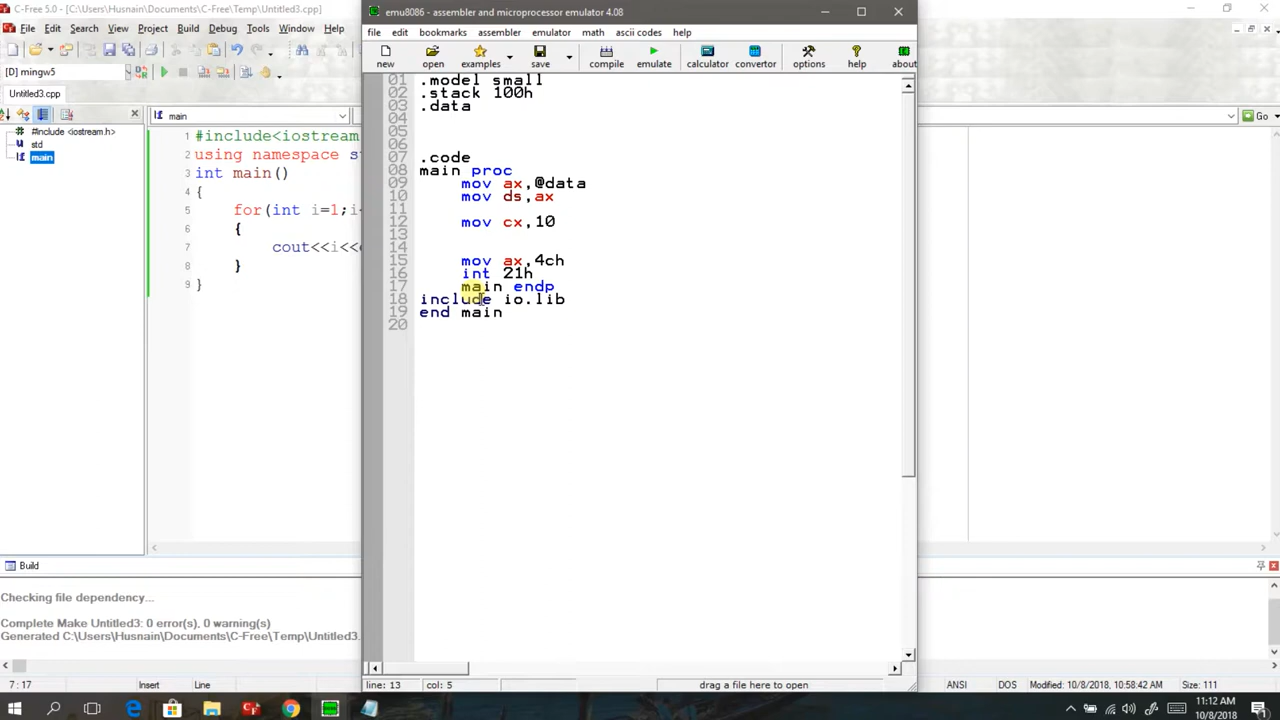 C-Free 5.0 - [C:\Users\Husnain\Documents\C-Free\Temp\Untitled3.cpp]
File Edit Search View Project Build Debug Tools Window Help
[D] mingw5
Untitled3.cpp
main
#include <iostream.h>
std
main
1 #include<iostream
2 using namespace
3 int main()
4 {
5 for(int i=1;
6 {
7 cout<<i<<
8 }
9 }
Go
emu8086 - assembler and microprocessor emulator 4.08
file edit bookmarks assembler emulator math ascii codes help
new open examples save compile emulate calculator convertor options help about
01 .model small
02 .stack 100h
03 .data
04
05
06
07 .code
08 main proc
09 mov ax,@data
10 mov ds,ax
11
12 mov cx,10
13
14
15 mov ax,4ch
16 int 21h
17 main endp
18 include io.lib
19 end main
20
line: 13 col: 5 drag a file here to open
Build
Checking file dependency...
Complete Make Untitled3: 0 error(s), 0 warning(s)
Generated C:\Users\Husnain\Documents\C-Free\Temp\Untitled3.
7 : 17 Insert Line ANSI DOS Modified: 10/8/2018, 10:58:42 AM Size: 111
11:12 AM
10/8/2018